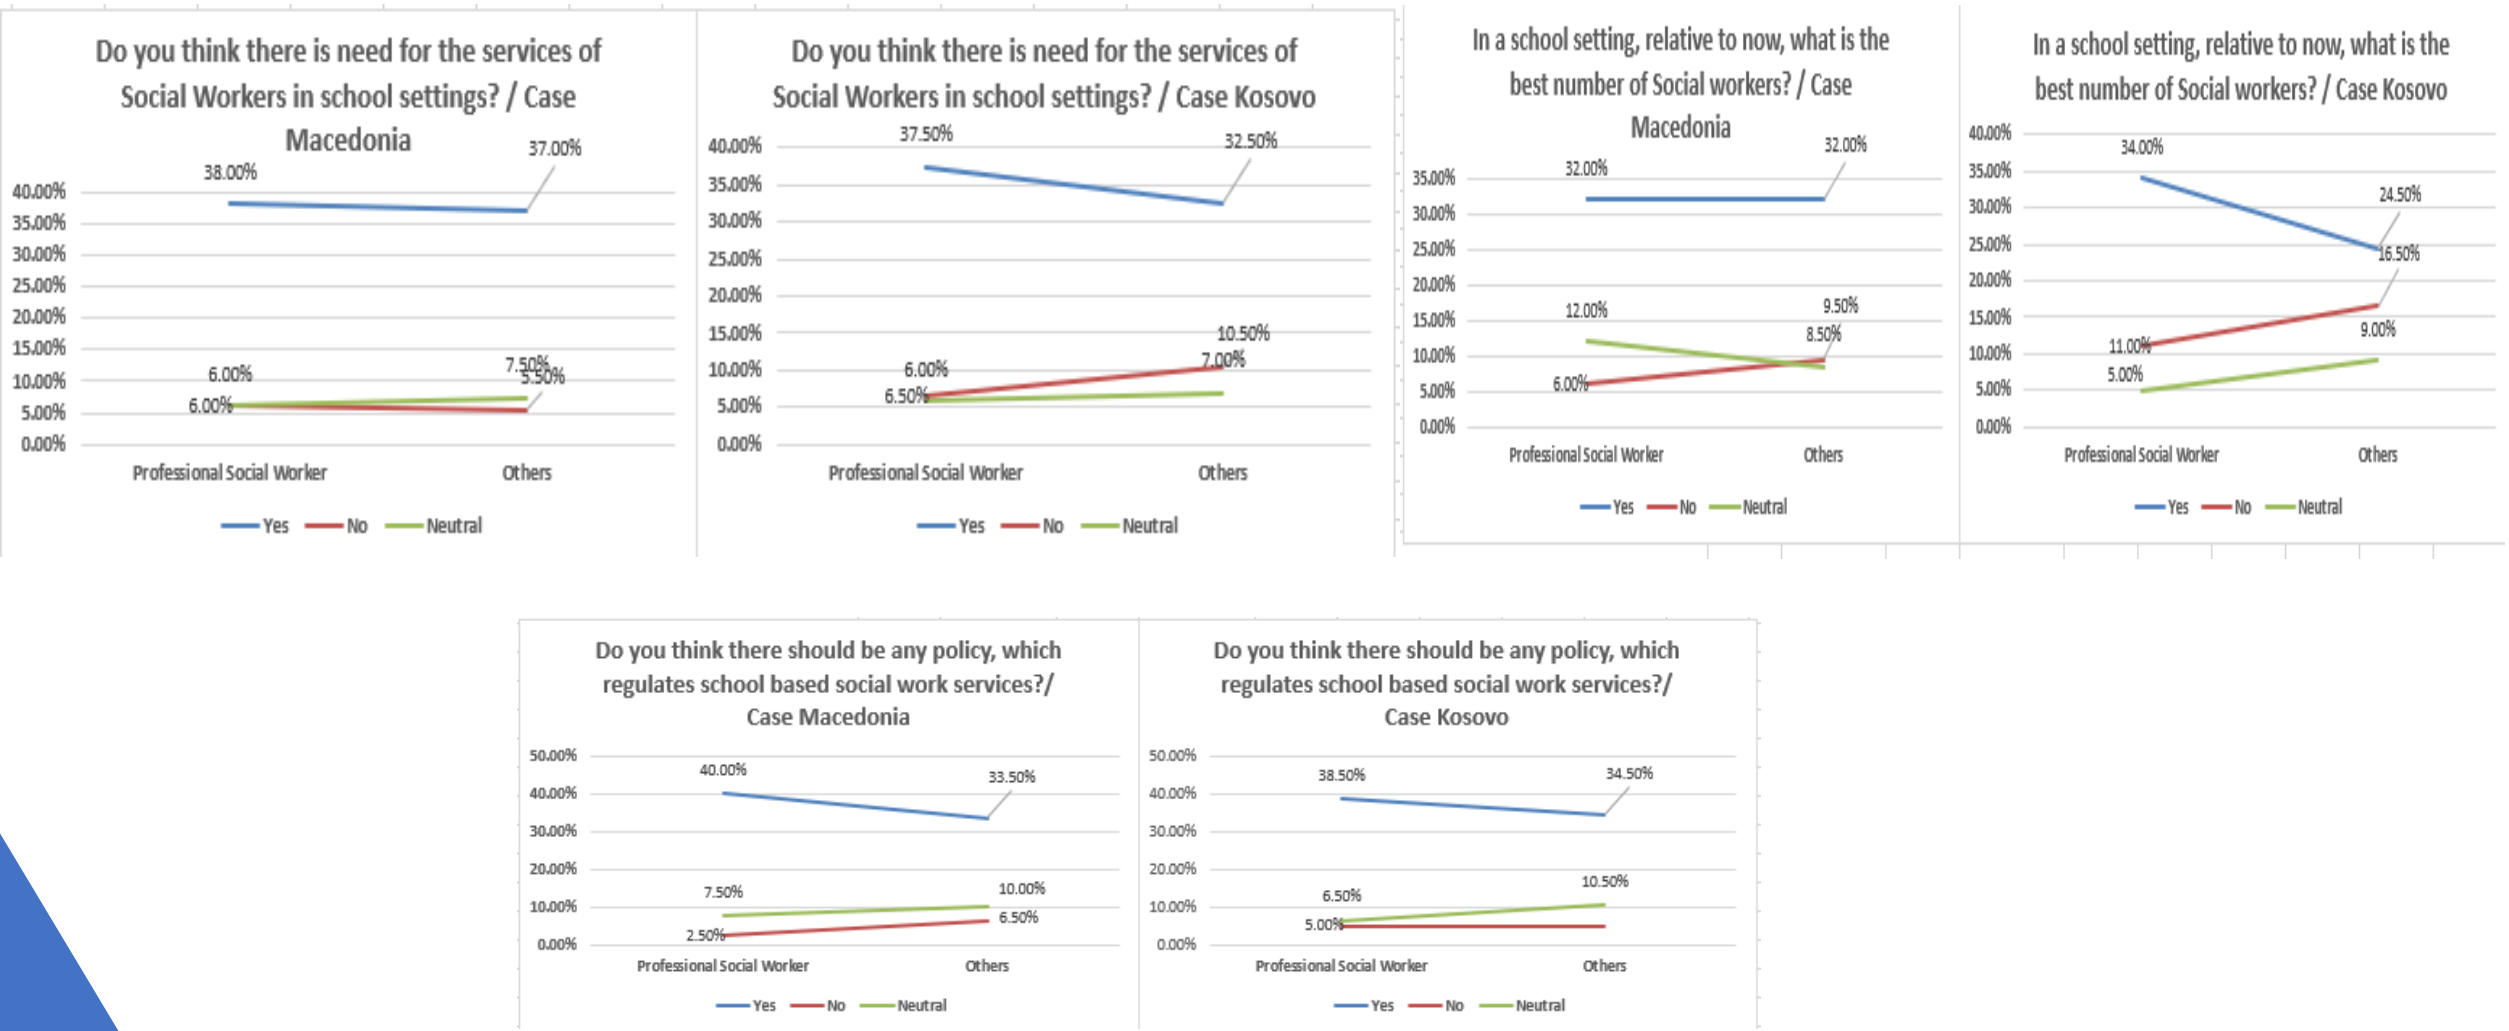 Do you think there is need for the services of
Social Workers in school settings? / Case
Macedonia
38.00%
37.00%
40.00%
35.00%
30.00%
25.00%
20.00%
15.00%
10.00%
5.00%
0.00%
6.00%
7.50%
5.50%
6.00%
Professional Social Worker
Others
Yes No Neutral
Do you think there is need for the services of
Social Workers in school settings? / Case Kosovo
37.50%
32.50%
40.00%
35.00%
30.00%
25.00%
20.00%
15.00%
10.00%
5.00%
0.00%
10.50%
6.00%
7.00%
6.50%
Professional Social Worker
Others
Yes No Neutral
In a school setting, relative to now, what is the
best number of Social workers? / Case
Macedonia
32.00%
32.00%
35.00%
30.00%
25.00%
20.00%
15.00%
10.00%
5.00%
0.00%
12.00%
9.50%
8.50%
6.00%
Professional Social Worker
Others
Yes No Neutral
In a school setting, relative to now, what is the
best number of Social workers? / Case Kosovo
40.00%
35.00%
30.00%
25.00%
20.00%
15.00%
10.00%
5.00%
0.00%
34.00%
24.50%
16.50%
11.00%
9.00%
5.00%
Professional Social Worker
Others
Yes No Neutral
Do you think there should be any policy, which
regulates school based social work services?/
Case Macedonia
50.00%
40.00%
30.00%
20.00%
10.00%
0.00%
40.00%
33.50%
7.50%
10.00%
2.50%
6.50%
Professional Social Worker
Others
Yes No Neutral
Do you think there should be any policy, which
regulates school based social work services?/
Case Kosovo
50.00%
40.00%
30.00%
20.00%
10.00%
0.00%
38.50%
34.50%
6.50%
10.50%
5.00%
Professional Social Worker
Others
Yes No Neutral